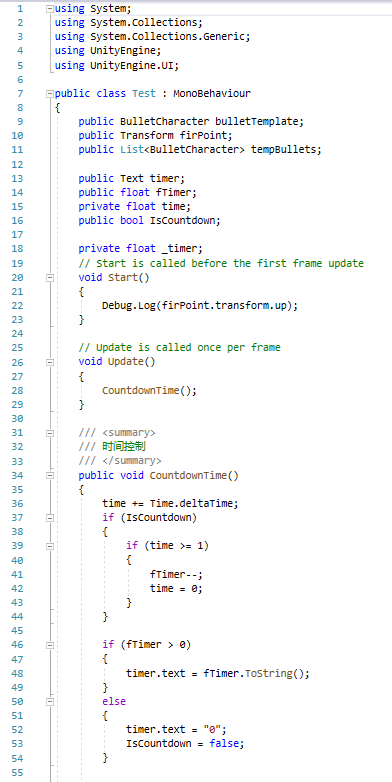 1 using System;
2 using System.Collections;
3 using System.Collections.Generic;
4 using UnityEngine;
5 using UnityEngine.UI;
6
7 public class Test : MonoBehaviour
8 {
9 public BulletCharacter bulletTemplate;
10 public Transform firPoint;
11 public List<BulletCharacter> tempBullets;
12
13 public Text timer;
14 public float fTimer;
15 private float time;
16 public bool IsCountdown;
17
18 private float _timer;
19 // Start is called before the first frame update
20 void Start()
21 {
22 Debug.Log(firPoint.transform.up);
23 }
24
25 // Update is called once per frame
26 void Update()
27 {
28 CountdownTime();
29 }
30
31 /// <summary>
32 /// 时间控制
33 /// </summary>
34 public void CountdownTime()
35 {
36 time += Time.deltaTime;
37 if (IsCountdown)
38 {
39 if (time >= 1)
40 {
41 fTimer--;
42 time = 0;
43 }
44 }
45
46 if (fTimer > 0)
47 {
48 timer.text = fTimer.ToString();
49 }
50 else
51 {
52 timer.text = "0";
53 IsCountdown = false;
54 }
55